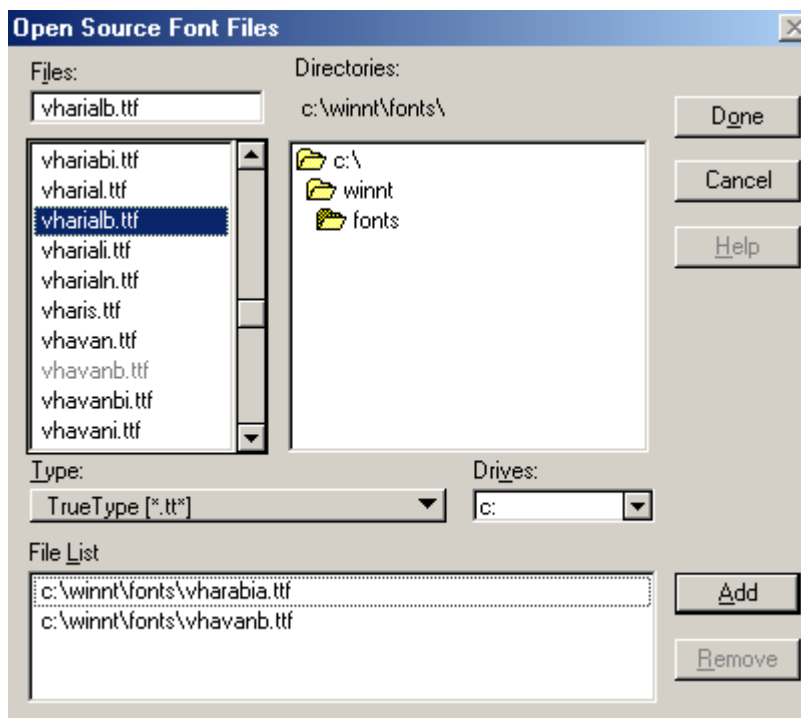 Open Source Font Files
Files:
vharialb.ttf
vhariabi.ttf
vharial.ttf
vharialb.ttf
vhariali.ttf
vharialn.ttf
vharis.ttf
vhavan.ttf
vhavanb.ttf
vhavanbi.ttf
vhavani.ttf
Directories:
c:\winnt\fonts\
c:\
winnt
fonts
Done
Cancel
Help
Type:
TrueType [*.tt*]
Drives:
c:
File List
c:\winnt\fonts\vharabia.ttf
c:\winnt\fonts\vhavanb.ttf
Add
Remove